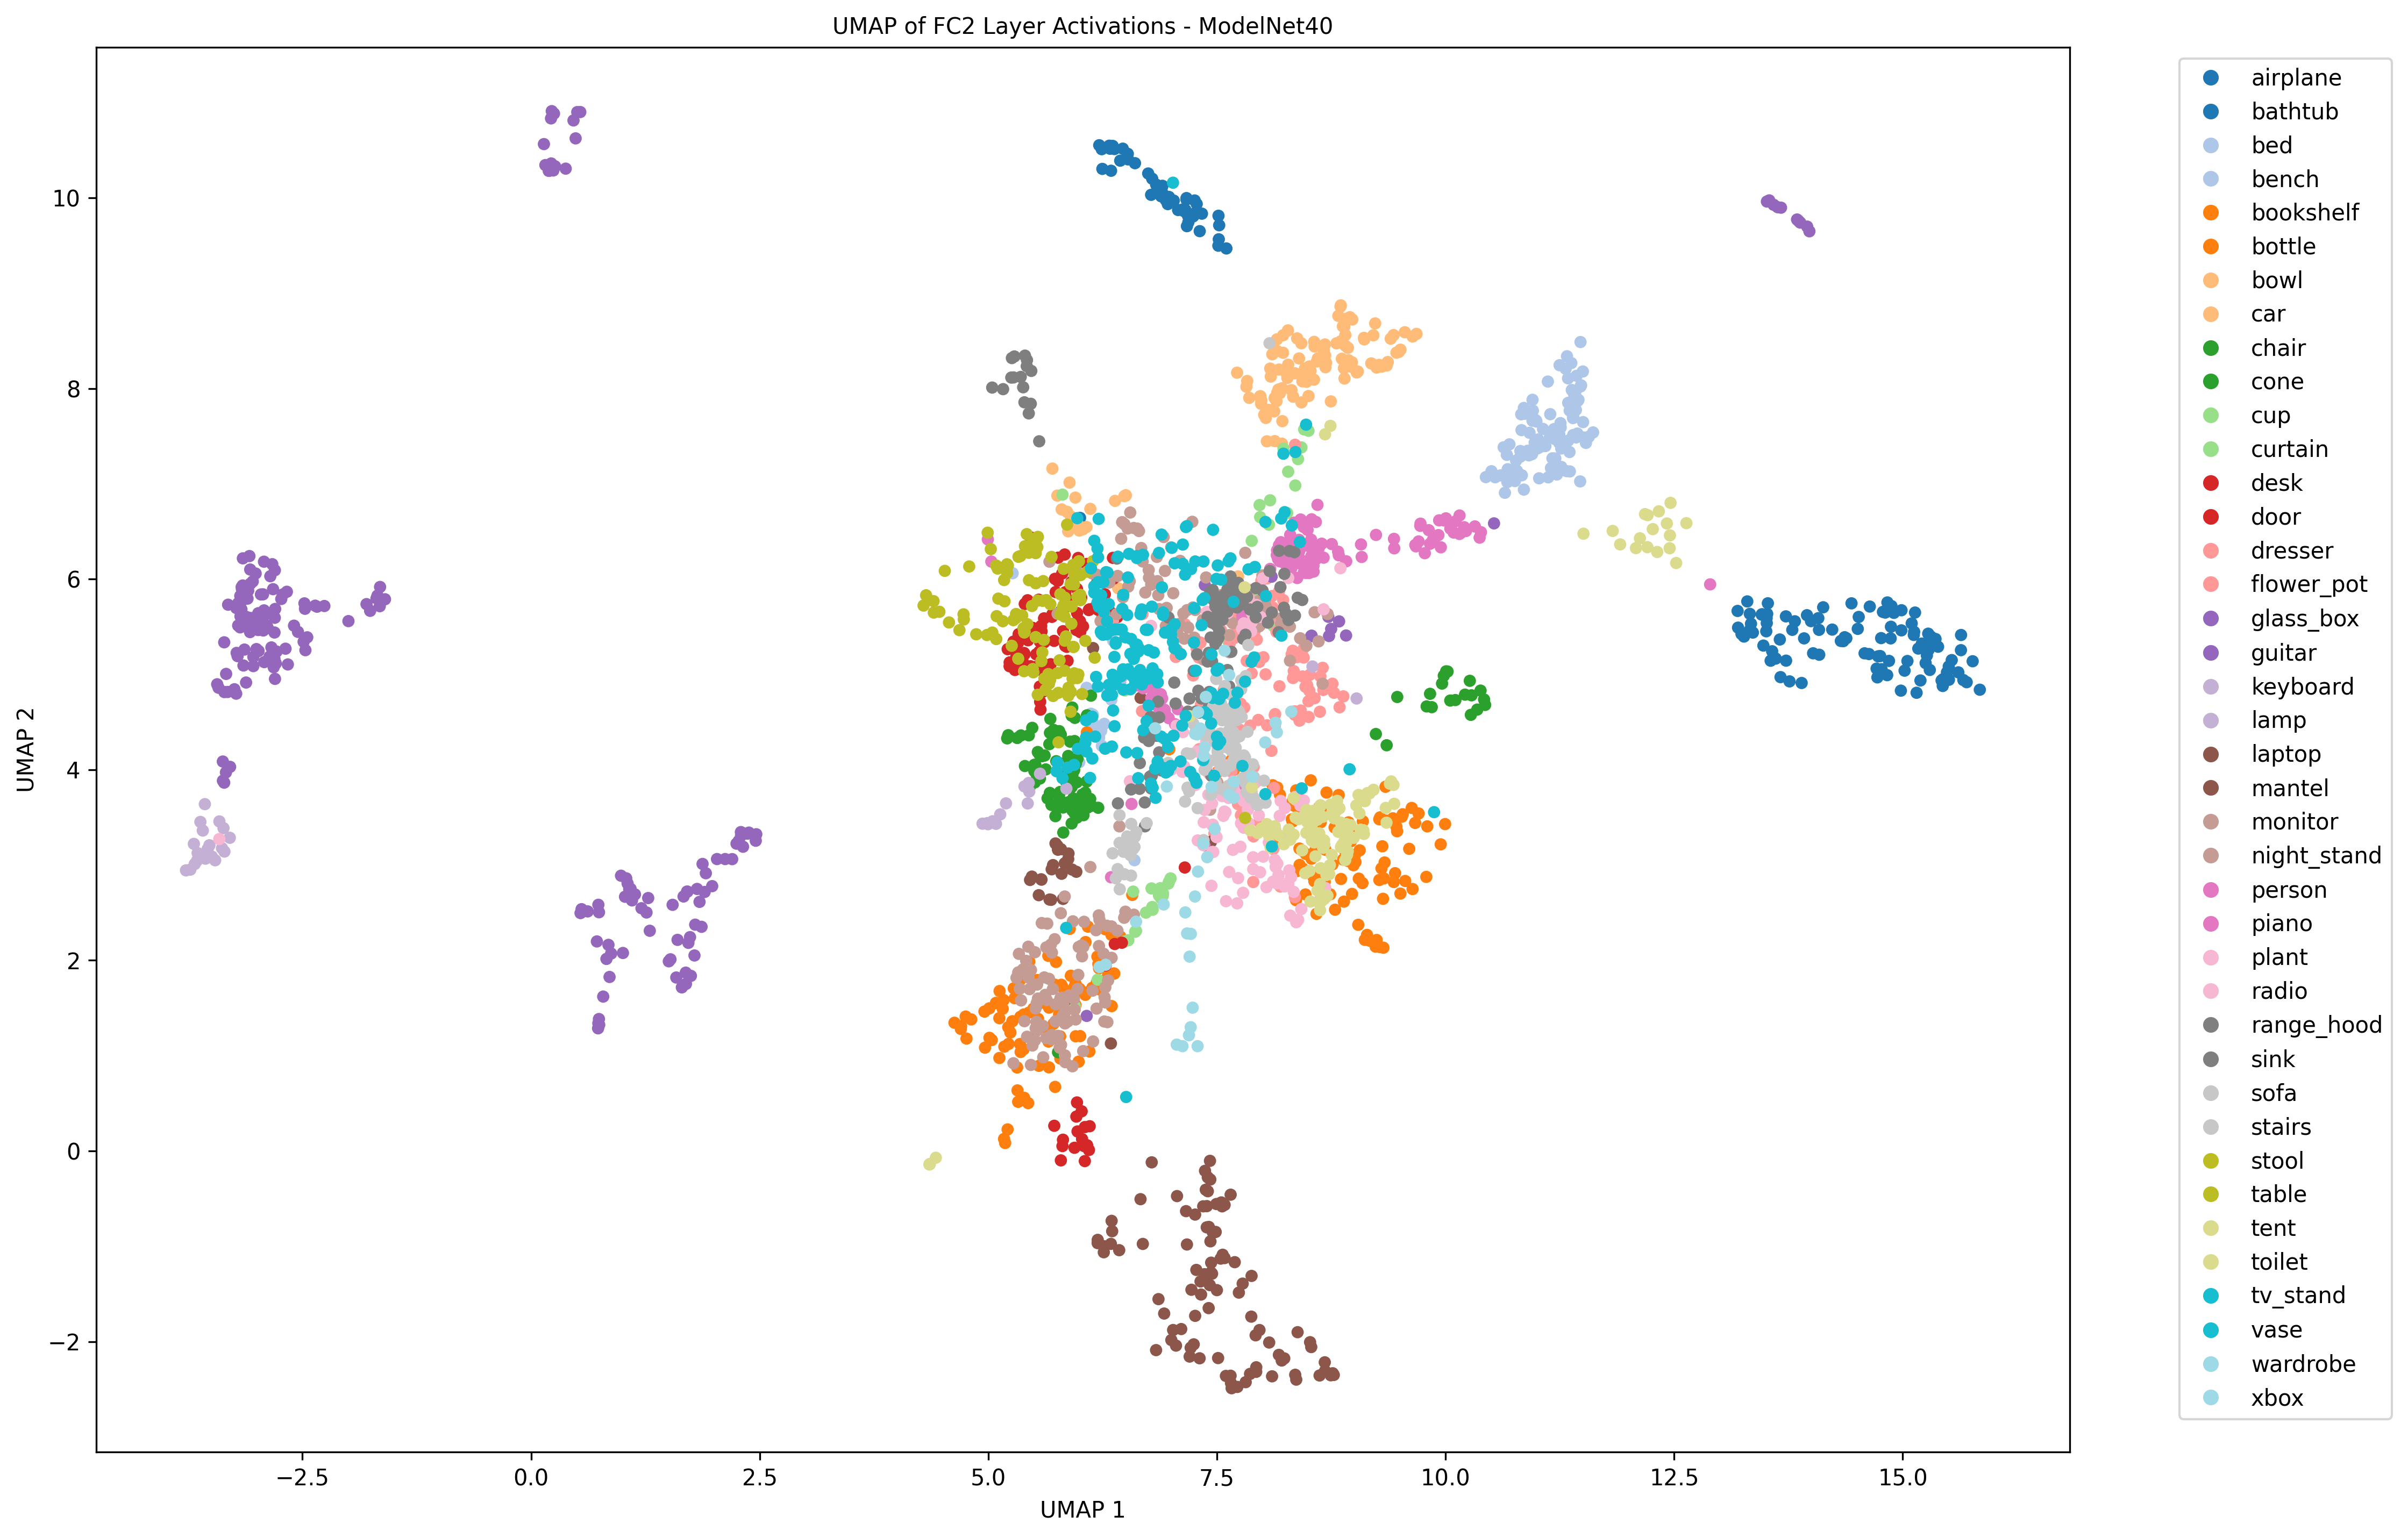 UMAP of FC2 Layer Activations - ModelNet40
10
8
6
4
2
0
−2
UMAP 2
−2.5 0.0 2.5 5.0 7.5 10.0 12.5 15.0
UMAP 1
airplane
bathtub
bed
bench
bookshelf
bottle
bowl
car
chair
cone
cup
curtain
desk
door
dresser
flower_pot
glass_box
guitar
keyboard
lamp
laptop
mantel
monitor
night_stand
person
piano
plant
radio
range_hood
sink
sofa
stairs
stool
table
tent
toilet
tv_stand
vase
wardrobe
xbox